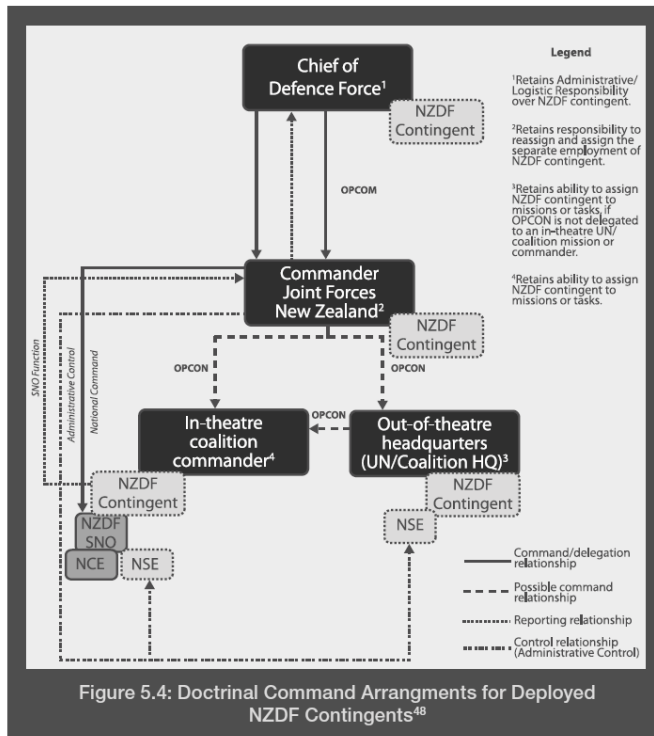 Chief of
Defence Force1
NZDF
Contingent
Legend
1Retains Administrative/
Logistic Responsibility
over NZDF contingent.
2Retains responsibility to
reassign and assign the
separate employment of
NZDF contingent.
3Retains ability to assign
NZDF contingent to
missions or tasks, if
OPCON is not delegated
to an in-theatre UN/
coalition mission or
commander.
4Retains ability to assign
NZDF contingent to
missions or tasks.
OPCOM
Commander
Joint Forces
New Zealand2
NZDF
Contingent
SNO Function
Administrative Control
National Command
OPCON
OPCON
In-theatre
coalition
commander4
OPCON
Out-of-theatre
headquarters
(UN/Coalition HQ)3
NZDF
Contingent
NZDF
SNO
NCE
NSE
NZDF
Contingent
NSE
Command/delegation
relationship
Possible command
relationship
Reporting relationship
Control relationship
(Administrative Control)
Figure 5.4: Doctrinal Command Arrangments for Deployed
NZDF Contingents48